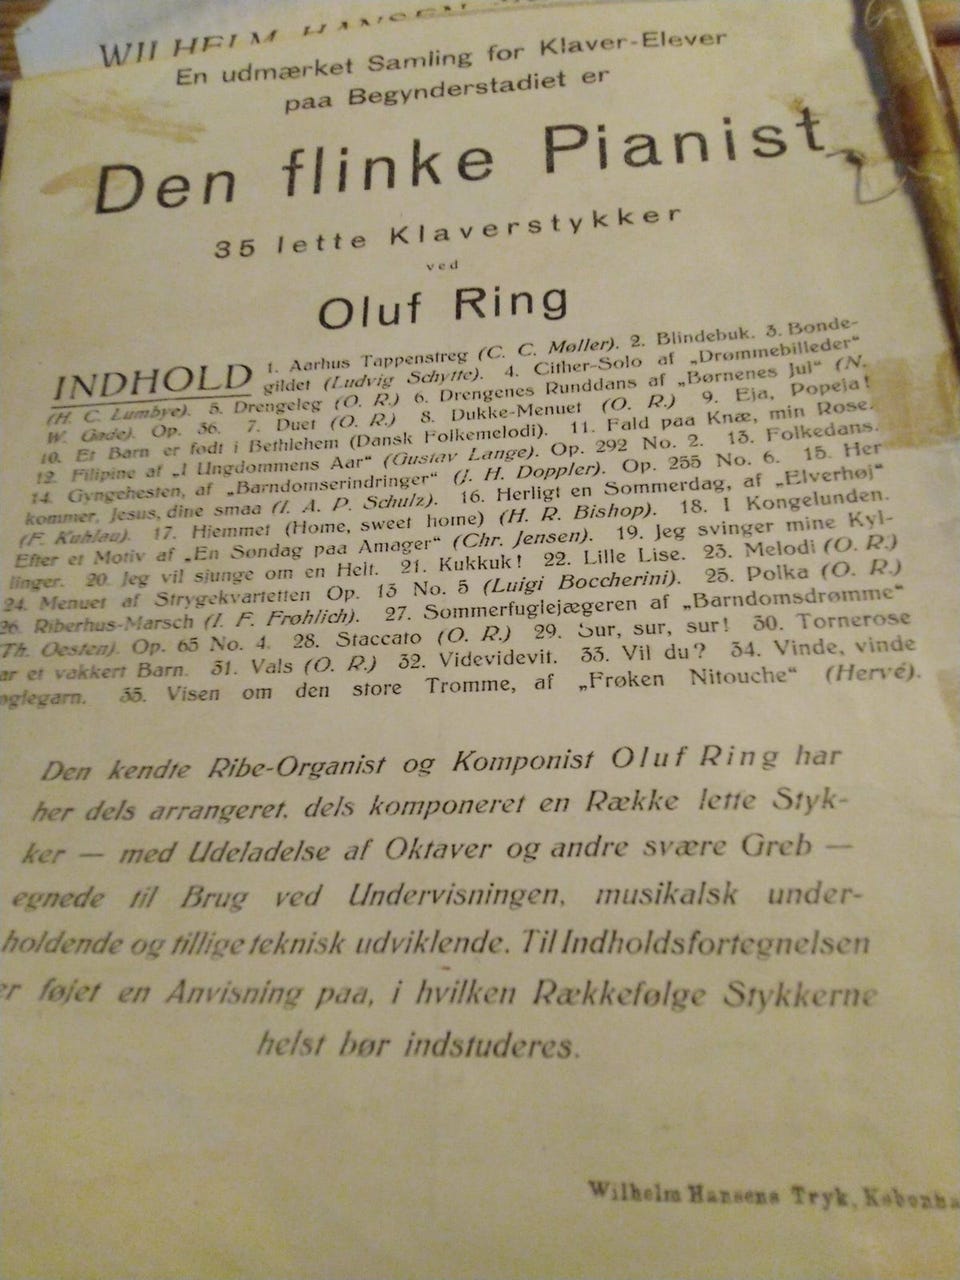 WILHELM HANSEN
En udmærket Samling for Klaver-Elever
paa Begynderstadiet er
Den flinke Pianist
35 lette Klaverstykker
ved
Oluf Ring
INDHOLD 1. Aarhus Tappenstreg (C. C. Møller). 2. Blindebuk. 3. Bonde-
gildet (Ludvig Schytte). 4. Cither-Solo af „Drømmebilleder“
(H. C. Lumbye). 5. Drengeleg (O. R.) 6. Drengenes Runddans af „Børnenes Jul“ (N.
W. Gade). Op. 36. 7. Duet (O. R.) 8. Dukke-Menuet (O. R.) 9. Eja, Popeja!
10. Et Barn er født i Bethlehem (Dansk Folkemelodi). 11. Fald paa Knæ, min Rose.
12. Filipine af „I Ungdommens Aar“ (Gustav Lange). Op. 292 No. 2. 13. Folkedans.
14. Gyngehesten, af „Barndomserindringer“ (J. H. Doppler). Op. 255 No. 6. 15. Her
kommer, Jesus, dine smaa (I. A. P. Schulz). 16. Herligt en Sommerdag, af „Elverhøj“
(F. Kuhlau). 17. Hjemmet (Home, sweet home) (H. R. Bishop). 18. I Kongelunden.
Efter et Motiv af „En Søndag paa Amager“ (Chr. Jensen). 19. Jeg svinger mine Kyl-
linger. 20. Jeg vil sjunge om en Helt. 21. Kukkuk! 22. Lille Lise. 23. Melodi (O. R.)
24. Menuet af Strygekvartetten Op. 13 No. 5 (Luigi Boccherini). 25. Polka (O. R.)
26. Riberhus-Marsch (I. F. Frøhlich). 27. Sommerfuglejægeren af „Barndomsdrømme“
Th. Oesten). Op. 65 No. 4. 28. Staccato (O. R.) 29. Sur, sur, sur! 30. Tornerose
ar et vakkert Barn. 31. Vals (O. R.) 32. Videvidevit. 33. Vil du? 34. Vinde, vinde
øglegarn. 35. Visen om den store Tromme, af „Frøken Nitouche“ (Hervé).
Den kendte Ribe-Organist og Komponist Oluf Ring har
her dels arrangeret, dels komponeret en Række lette Styk-
ker — med Udeladelse af Oktaver og andre svære Greb —
egnede til Brug ved Undervisningen, musikalsk under-
holdende og tillige teknisk udviklende. Til Indholdsfortegnelsen
er føjet en Anvisning paa, i hvilken Rækkefølge Stykkerne
helst bør indstuderes.
Wilhelm Hansens Tryk, Københa